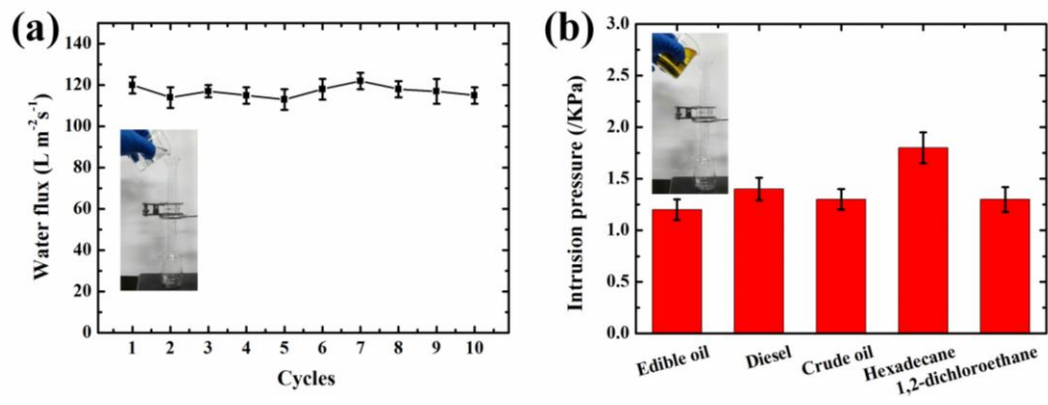 (a)
Water flux (L m⁻²s⁻¹)
140
120
100
80
60
40
20
0
1 2 3 4 5 6 7 8 9 10
Cycles
(b)
Intrusion pressure (/KPa)
3.0
2.5
2.0
1.5
1.0
0.5
0.0
Edible oil
Diesel
Crude oil
Hexadecane
1,2-dichloroethane